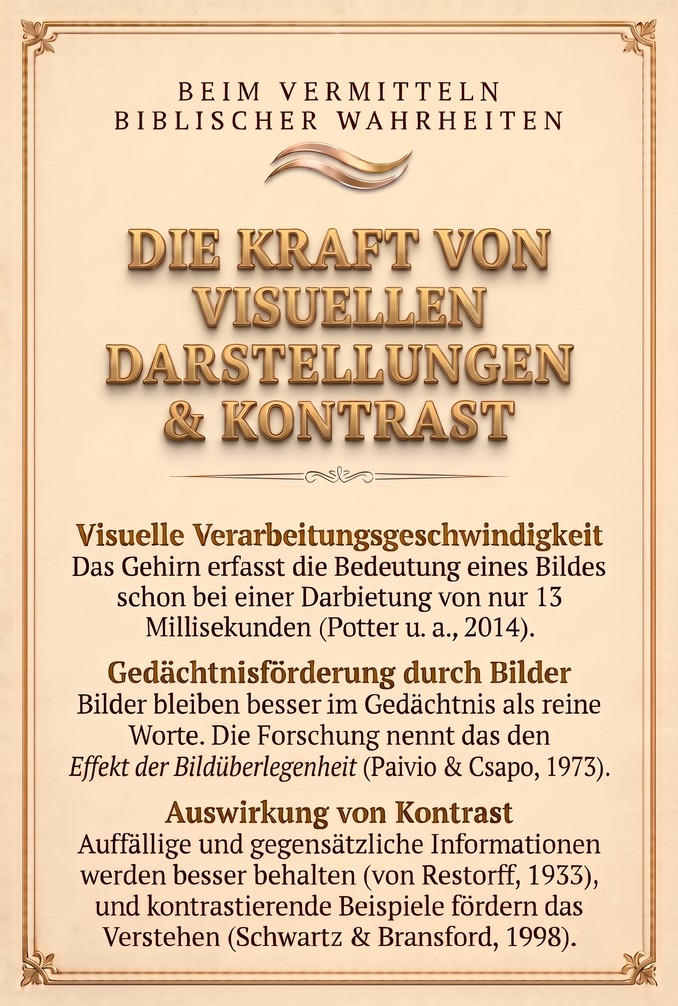 BEIM VERMITTELN
BIBLISCHER WAHRHEITEN
DIE KRAFT VON
VISUELLEN
DARSTELLUNGEN
& KONTRAST
Visuelle Verarbeitungsgeschwindigkeit
Das Gehirn erfasst die Bedeutung eines Bildes
schon bei einer Darbietung von nur 13
Millisekunden (Potter u. a., 2014).
Gedächtnisförderung durch Bilder
Bilder bleiben besser im Gedächtnis als reine
Worte. Die Forschung nennt das den
Effekt der Bildüberlegenheit (Paivio & Csapo, 1973).
Auswirkung von Kontrast
Auffällige und gegensätzliche Informationen
werden besser behalten (von Restorff, 1933),
und kontrastierende Beispiele fördern das
Verstehen (Schwartz & Bransford, 1998).